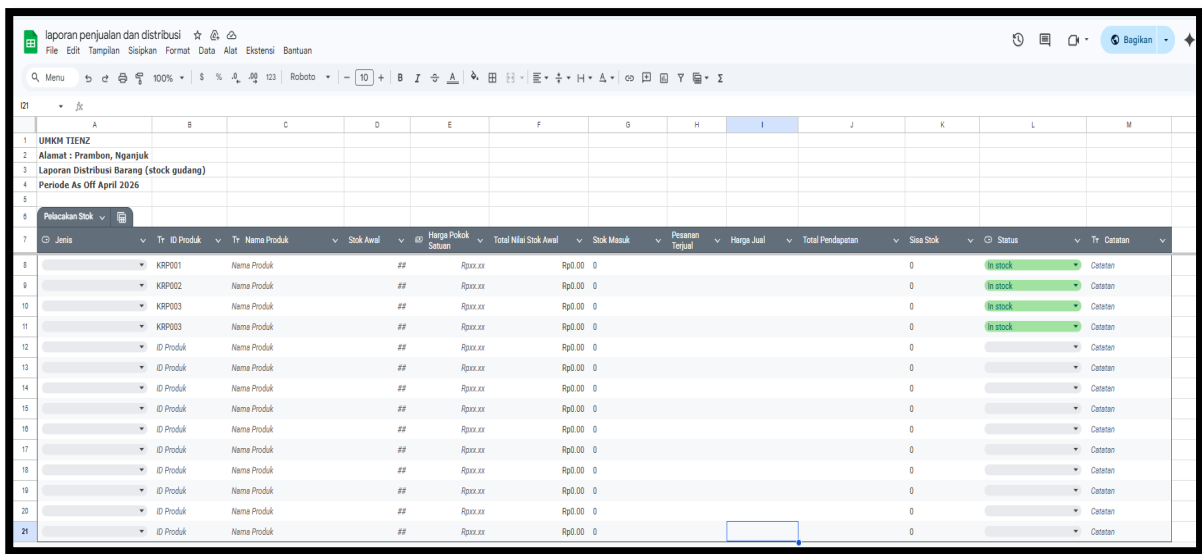 laporan penjualan dan distribusi
File Edit Tampilan Sisipkan Format Data Alat Ekstensi Bantuan
Bagikan
Menu 100% $ % .0 .00 123 Roboto - 10 + B I A
I21 fx
A B C D E F G H I J K L M
1 UMKM TIENZ
2 Alamat : Prambon, Nganjuk
3 Laporan Distribusi Barang (stock gudang)
4 Periode As Off April 2026
5
6 Pelacakan Stok
7 Jenis Tr ID Produk Tr Nama Produk Stok Awal Harga Pokok Satuan Total Nilai Stok Awal Stok Masuk Pesanan Terjual Harga Jual Total Pendapatan Sisa Stok Status Tr Catatan
8 KRP001 Nama Produk ## Rpxx.xx Rp0.00 0 0 In stock Catatan
9 KRP002 Nama Produk ## Rpxx.xx Rp0.00 0 0 In stock Catatan
10 KRP003 Nama Produk ## Rpxx.xx Rp0.00 0 0 In stock Catatan
11 KRP003 Nama Produk ## Rpxx.xx Rp0.00 0 0 In stock Catatan
12 ID Produk Nama Produk ## Rpxx.xx Rp0.00 0 0 Catatan
13 ID Produk Nama Produk ## Rpxx.xx Rp0.00 0 0 Catatan
14 ID Produk Nama Produk ## Rpxx.xx Rp0.00 0 0 Catatan
15 ID Produk Nama Produk ## Rpxx.xx Rp0.00 0 0 Catatan
16 ID Produk Nama Produk ## Rpxx.xx Rp0.00 0 0 Catatan
17 ID Produk Nama Produk ## Rpxx.xx Rp0.00 0 0 Catatan
18 ID Produk Nama Produk ## Rpxx.xx Rp0.00 0 0 Catatan
19 ID Produk Nama Produk ## Rpxx.xx Rp0.00 0 0 Catatan
20 ID Produk Nama Produk ## Rpxx.xx Rp0.00 0 0 Catatan
21 ID Produk Nama Produk ## Rpxx.xx Rp0.00 0 0 Catatan